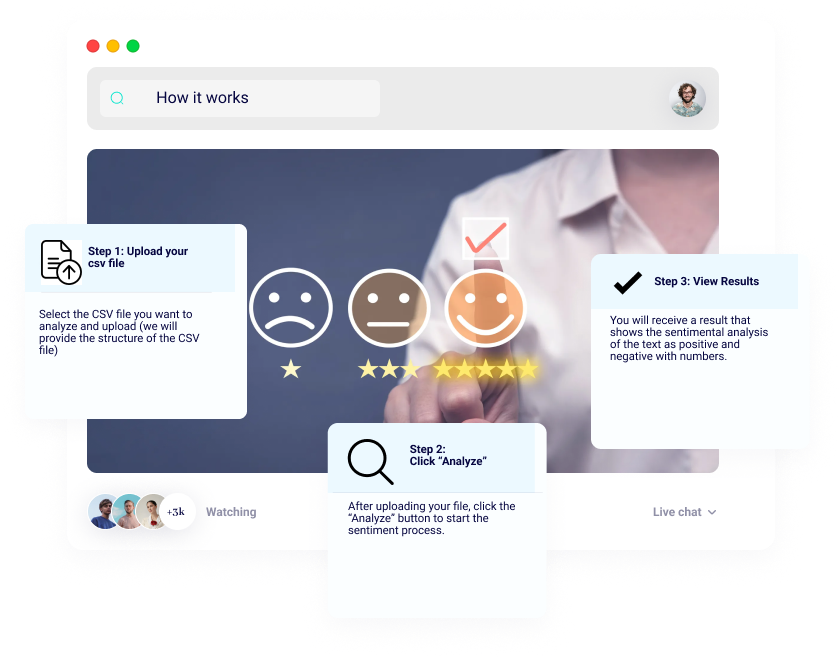 How it works
Step 1: Upload your
csv file
Select the CSV file you want to
analyze and upload (we will
provide the structure of the CSV
file)
Step 2:
Click “Analyze”
After uploading your file, click the
“Analyze” button to start the
sentiment process.
Step 3: View Results
You will receive a result that
shows the sentimental analysis
of the text as positive and
negative with numbers.
+3k
Watching
Live chat